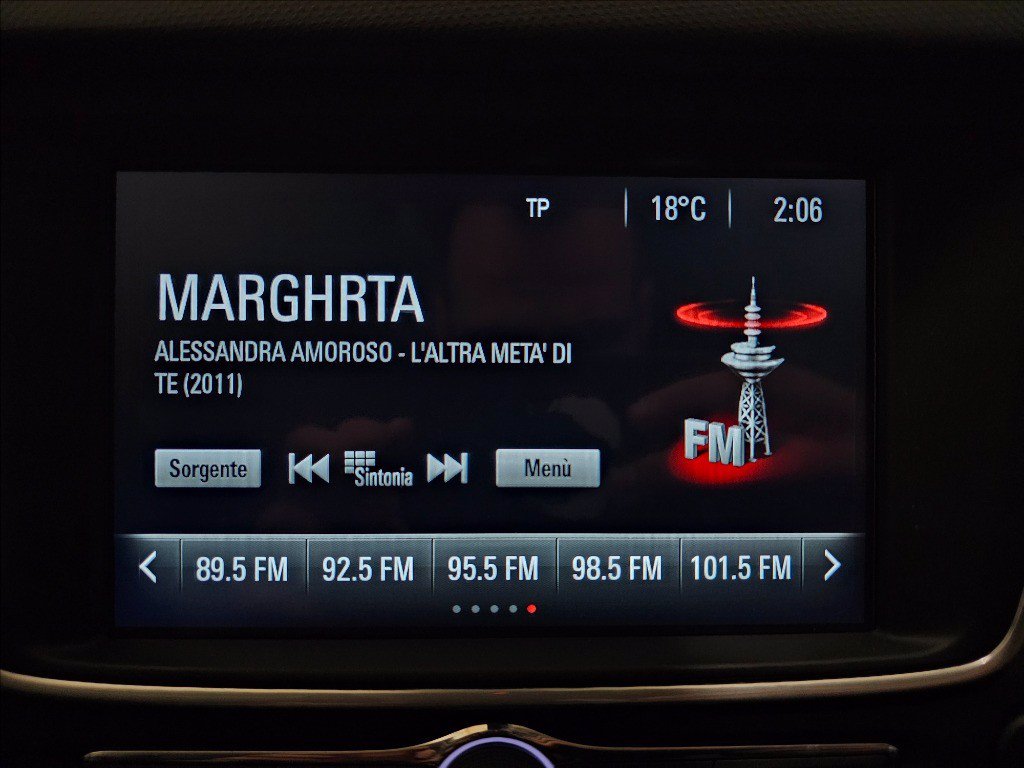 TP 18°C 2:06
MARGHRTA
ALESSANDRA AMOROSO - L'ALTRA META' DI
TE (2011)
FM
Sorgente Sintonia Menù
89.5 FM 92.5 FM 95.5 FM 98.5 FM 101.5 FM